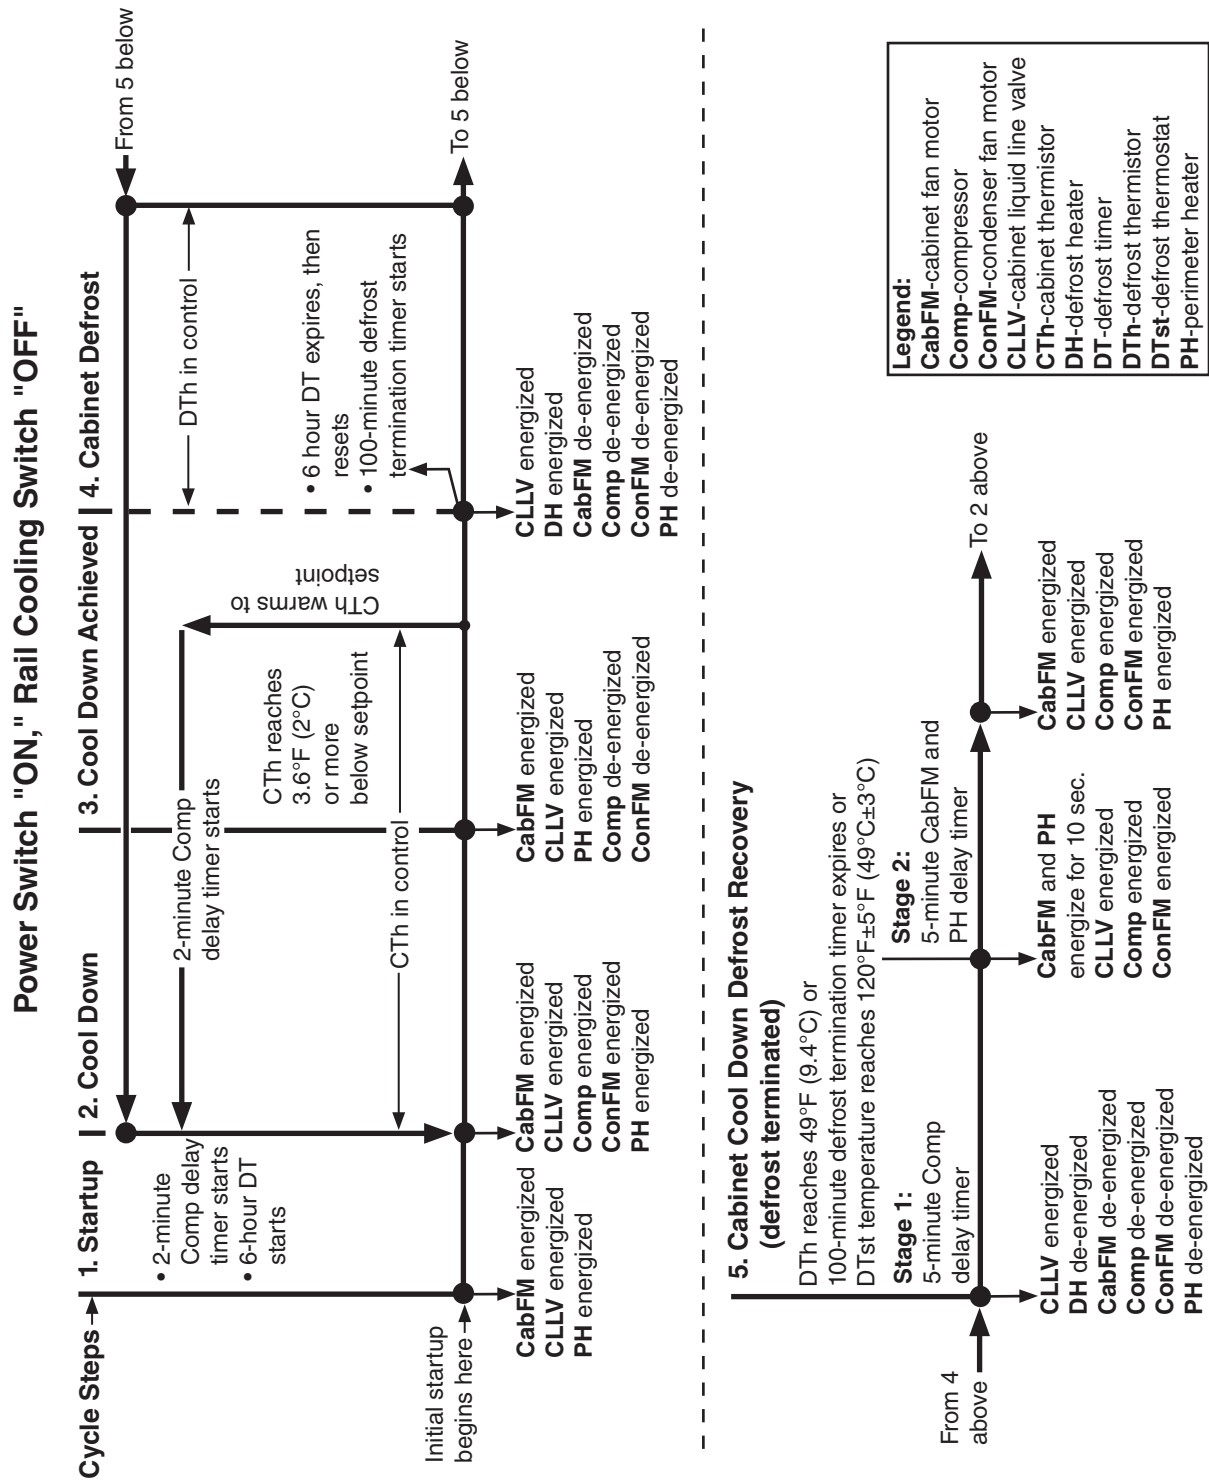 Power Switch "ON," Rail Cooling Switch "OFF"
Cycle Steps
1. Startup
2. Cool Down
3. Cool Down Achieved
4. Cabinet Defrost
From 5 below
• 2-minute
Comp delay
timer starts
• 6-hour DT
starts
2-minute Comp
delay timer starts
CTh in control
CTh reaches
3.6°F (2°C)
or more
below setpoint
CTh warms to
setpoint
DTh in control
• 6 hour DT expires, then
resets
• 100-minute defrost
termination timer starts
Initial startup
begins here
To 5 below
CabFM energized
CLLV energized
PH energized
CabFM energized
CLLV energized
Comp energized
ConFM energized
PH energized
CabFM energized
CLLV energized
PH energized
Comp de-energized
ConFM de-energized
CLLV energized
DH energized
CabFM de-energized
Comp de-energized
ConFM de-energized
PH de-energized
5. Cabinet Cool Down Defrost Recovery
(defrost terminated)
DTh reaches 49°F (9.4°C) or
100-minute defrost termination timer expires or
DTst temperature reaches 120°F±5°F (49°C±3°C)
Stage 1:
5-minute Comp
delay timer
Stage 2:
5-minute CabFM and
PH delay timer
From 4
above
To 2 above
CLLV energized
DH de-energized
CabFM de-energized
Comp de-energized
ConFM de-energized
PH de-energized
CabFM and PH
energize for 10 sec.
CLLV energized
Comp energized
ConFM energized
CabFM energized
CLLV energized
Comp energized
ConFM energized
PH energized
Legend:
CabFM-cabinet fan motor
Comp-compressor
ConFM-condenser fan motor
CLLV-cabinet liquid line valve
CTh-cabinet thermistor
DH-defrost heater
DT-defrost timer
DTh-defrost thermistor
DTst-defrost thermostat
PH-perimeter heater